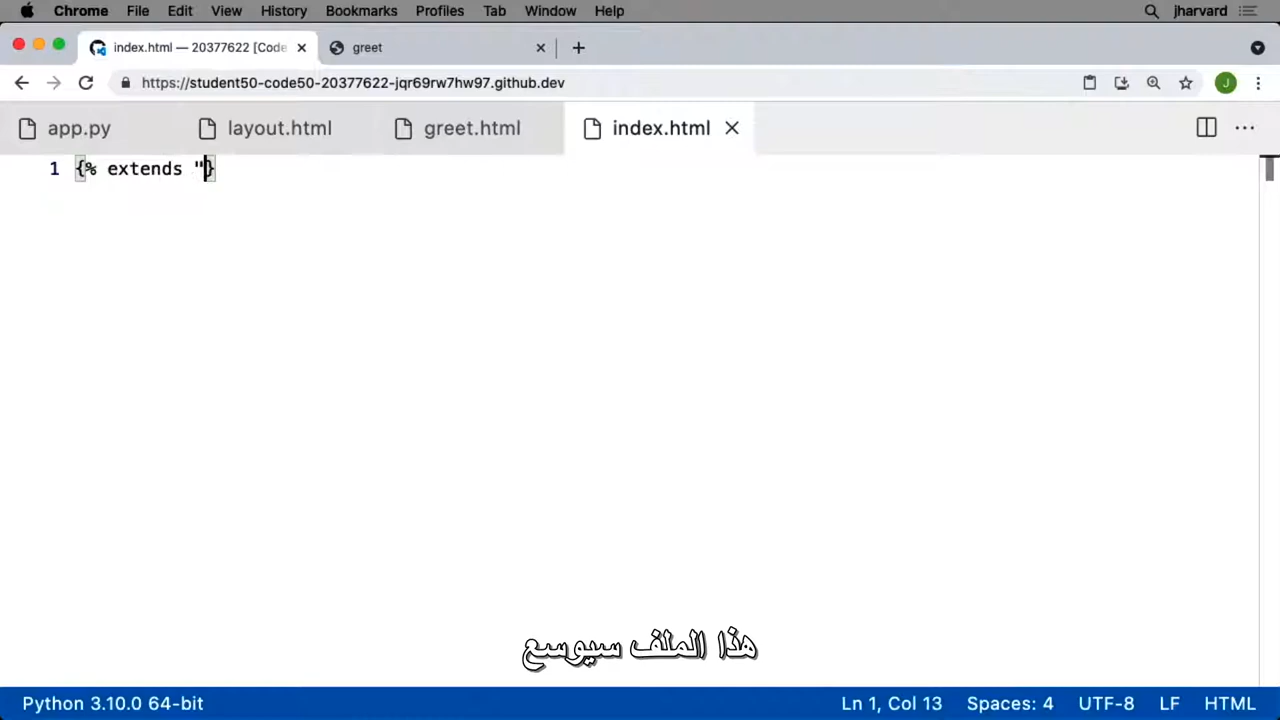 Chrome File Edit View History Bookmarks Profiles Tab Window Help jharvard
index.html — 20377622 [Code greet
https://student50-code50-20377622-jqr69rw7hw97.github.dev J
app.py layout.html greet.html index.html
1 {% extends "}
هذا الملف سيوسع
Python 3.10.0 64-bit Ln 1, Col 13 Spaces: 4 UTF-8 LF HTML